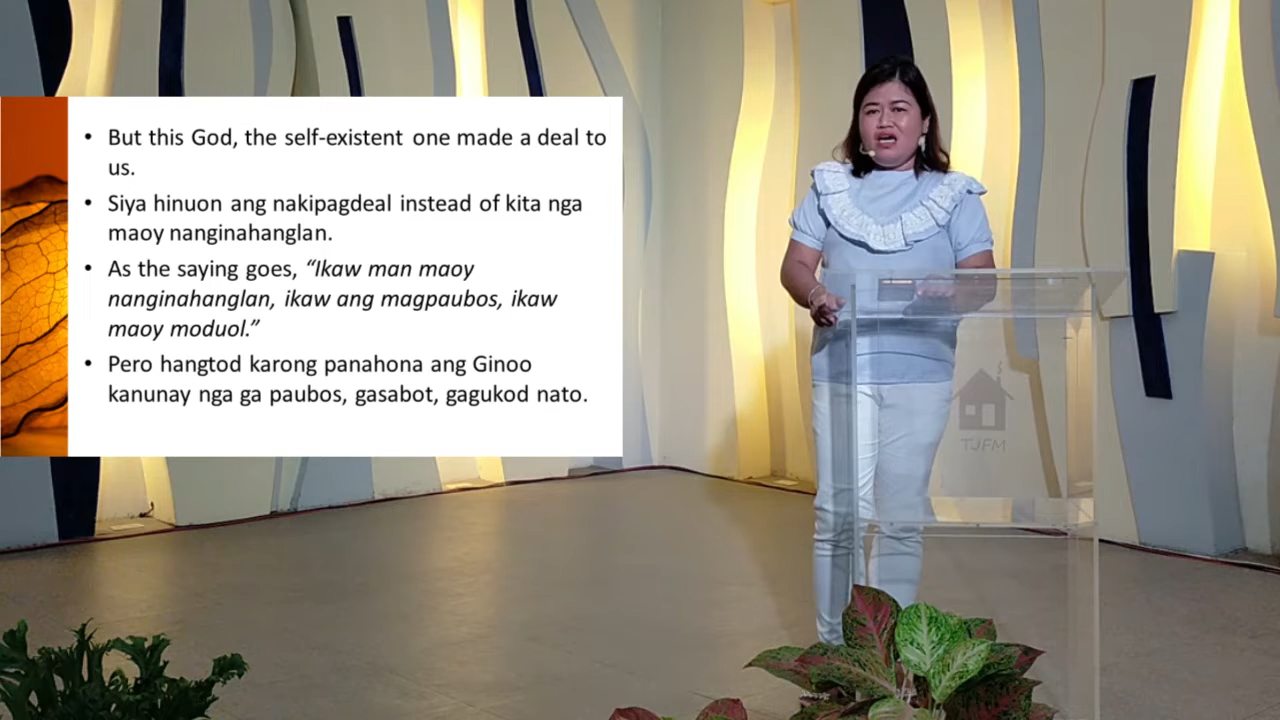 • But this God, the self-existent one made a deal to
us.
• Siya hinuon ang nakipagdeal instead of kita nga
maoy nanginahanglan.
• As the saying goes, “Ikaw man maoy
nanginahanglan, ikaw ang magpaubos, ikaw
maoy moduol.”
• Pero hangtod karong panahona ang Ginoo
kanunay nga ga paubos, gasabot, gagukod nato.
TJFM